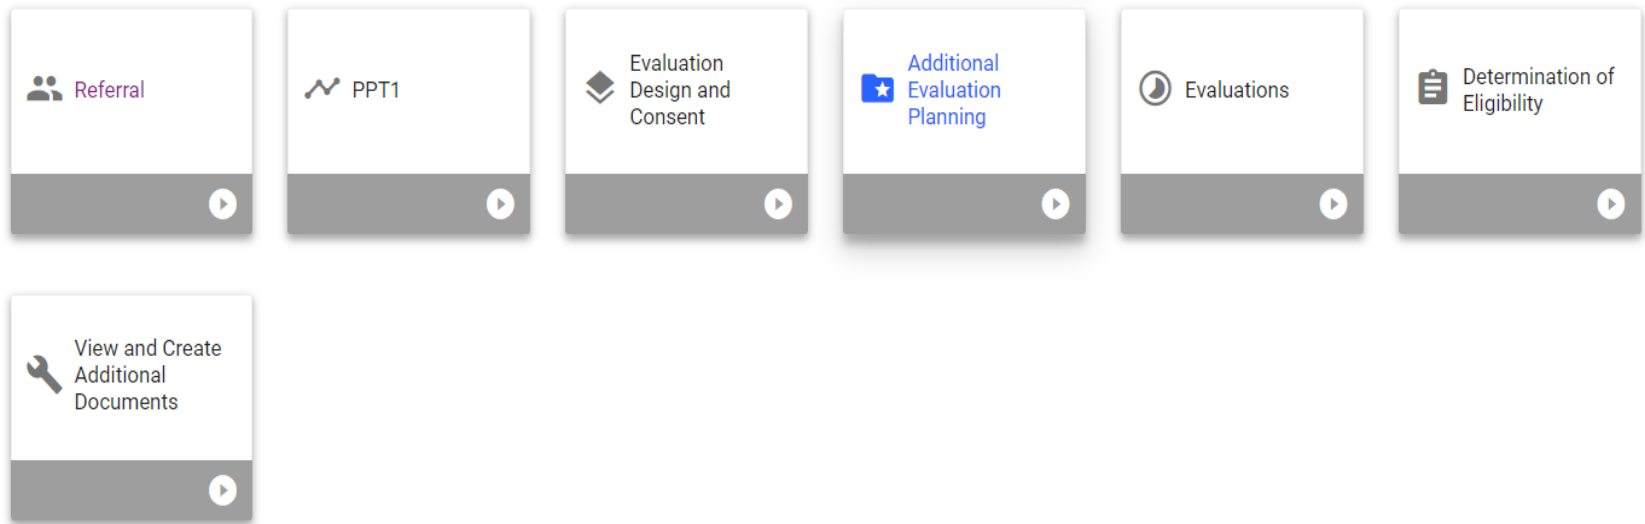 Referral
PPT1
Evaluation
Design and
Consent
Additional
Evaluation
Planning
Evaluations
Determination of
Eligibility
View and Create
Additional
Documents